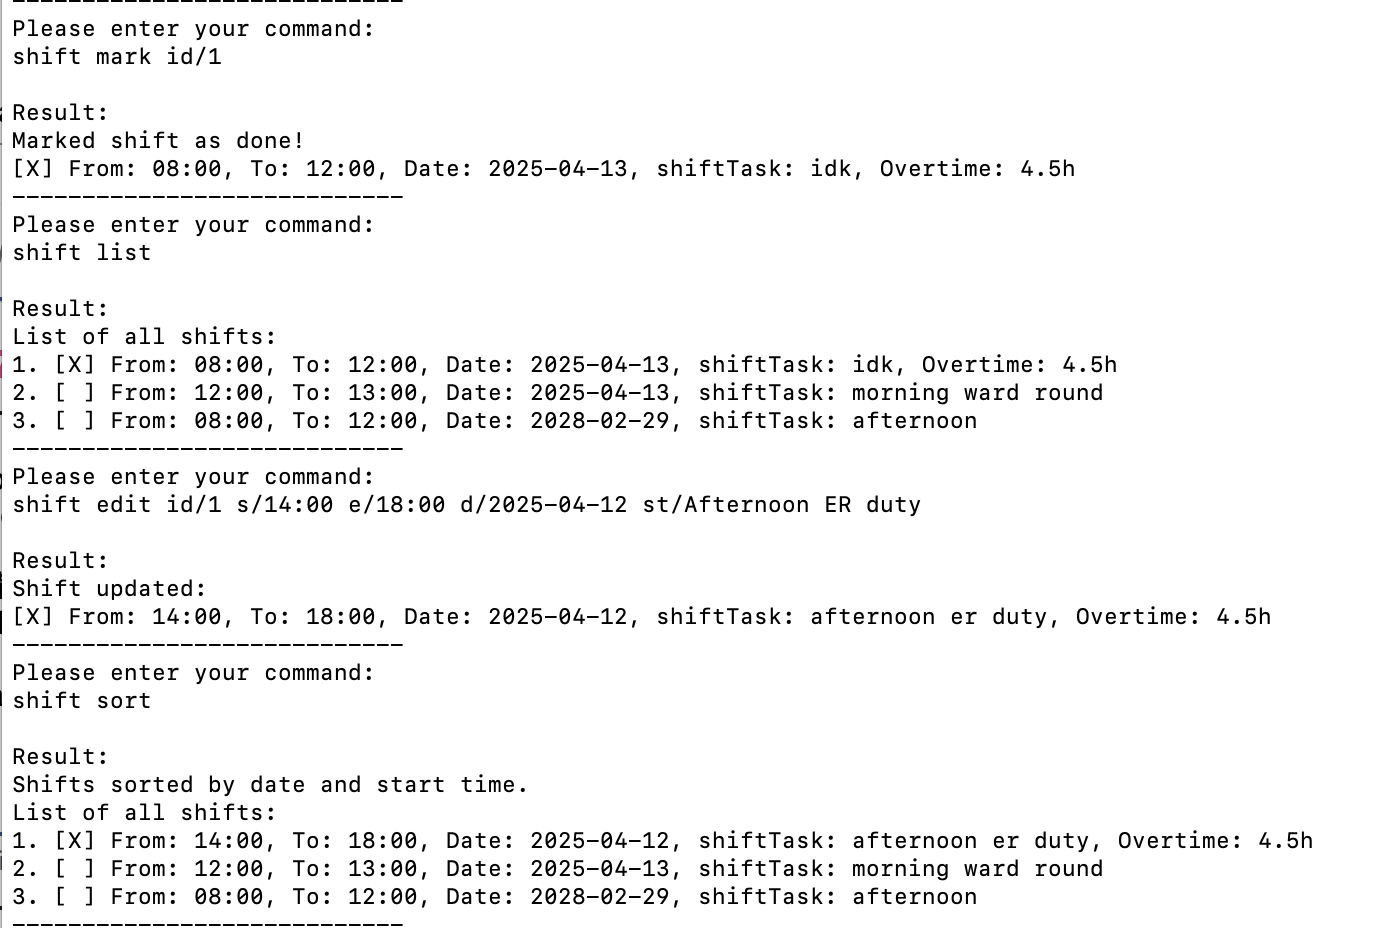 ----------------------------
Please enter your command:
shift mark id/1
Result:
Marked shift as done!
[X] From: 08:00, To: 12:00, Date: 2025-04-13, shiftTask: idk, Overtime: 4.5h
----------------------------
Please enter your command:
shift list
Result:
List of all shifts:
1. [X] From: 08:00, To: 12:00, Date: 2025-04-13, shiftTask: idk, Overtime: 4.5h
2. [ ] From: 12:00, To: 13:00, Date: 2025-04-13, shiftTask: morning ward round
3. [ ] From: 08:00, To: 12:00, Date: 2028-02-29, shiftTask: afternoon
----------------------------
Please enter your command:
shift edit id/1 s/14:00 e/18:00 d/2025-04-12 st/Afternoon ER duty
Result:
Shift updated:
[X] From: 14:00, To: 18:00, Date: 2025-04-12, shiftTask: afternoon er duty, Overtime: 4.5h
----------------------------
Please enter your command:
shift sort
Result:
Shifts sorted by date and start time.
List of all shifts:
1. [X] From: 14:00, To: 18:00, Date: 2025-04-12, shiftTask: afternoon er duty, Overtime: 4.5h
2. [ ] From: 12:00, To: 13:00, Date: 2025-04-13, shiftTask: morning ward round
3. [ ] From: 08:00, To: 12:00, Date: 2028-02-29, shiftTask: afternoon
----------------------------